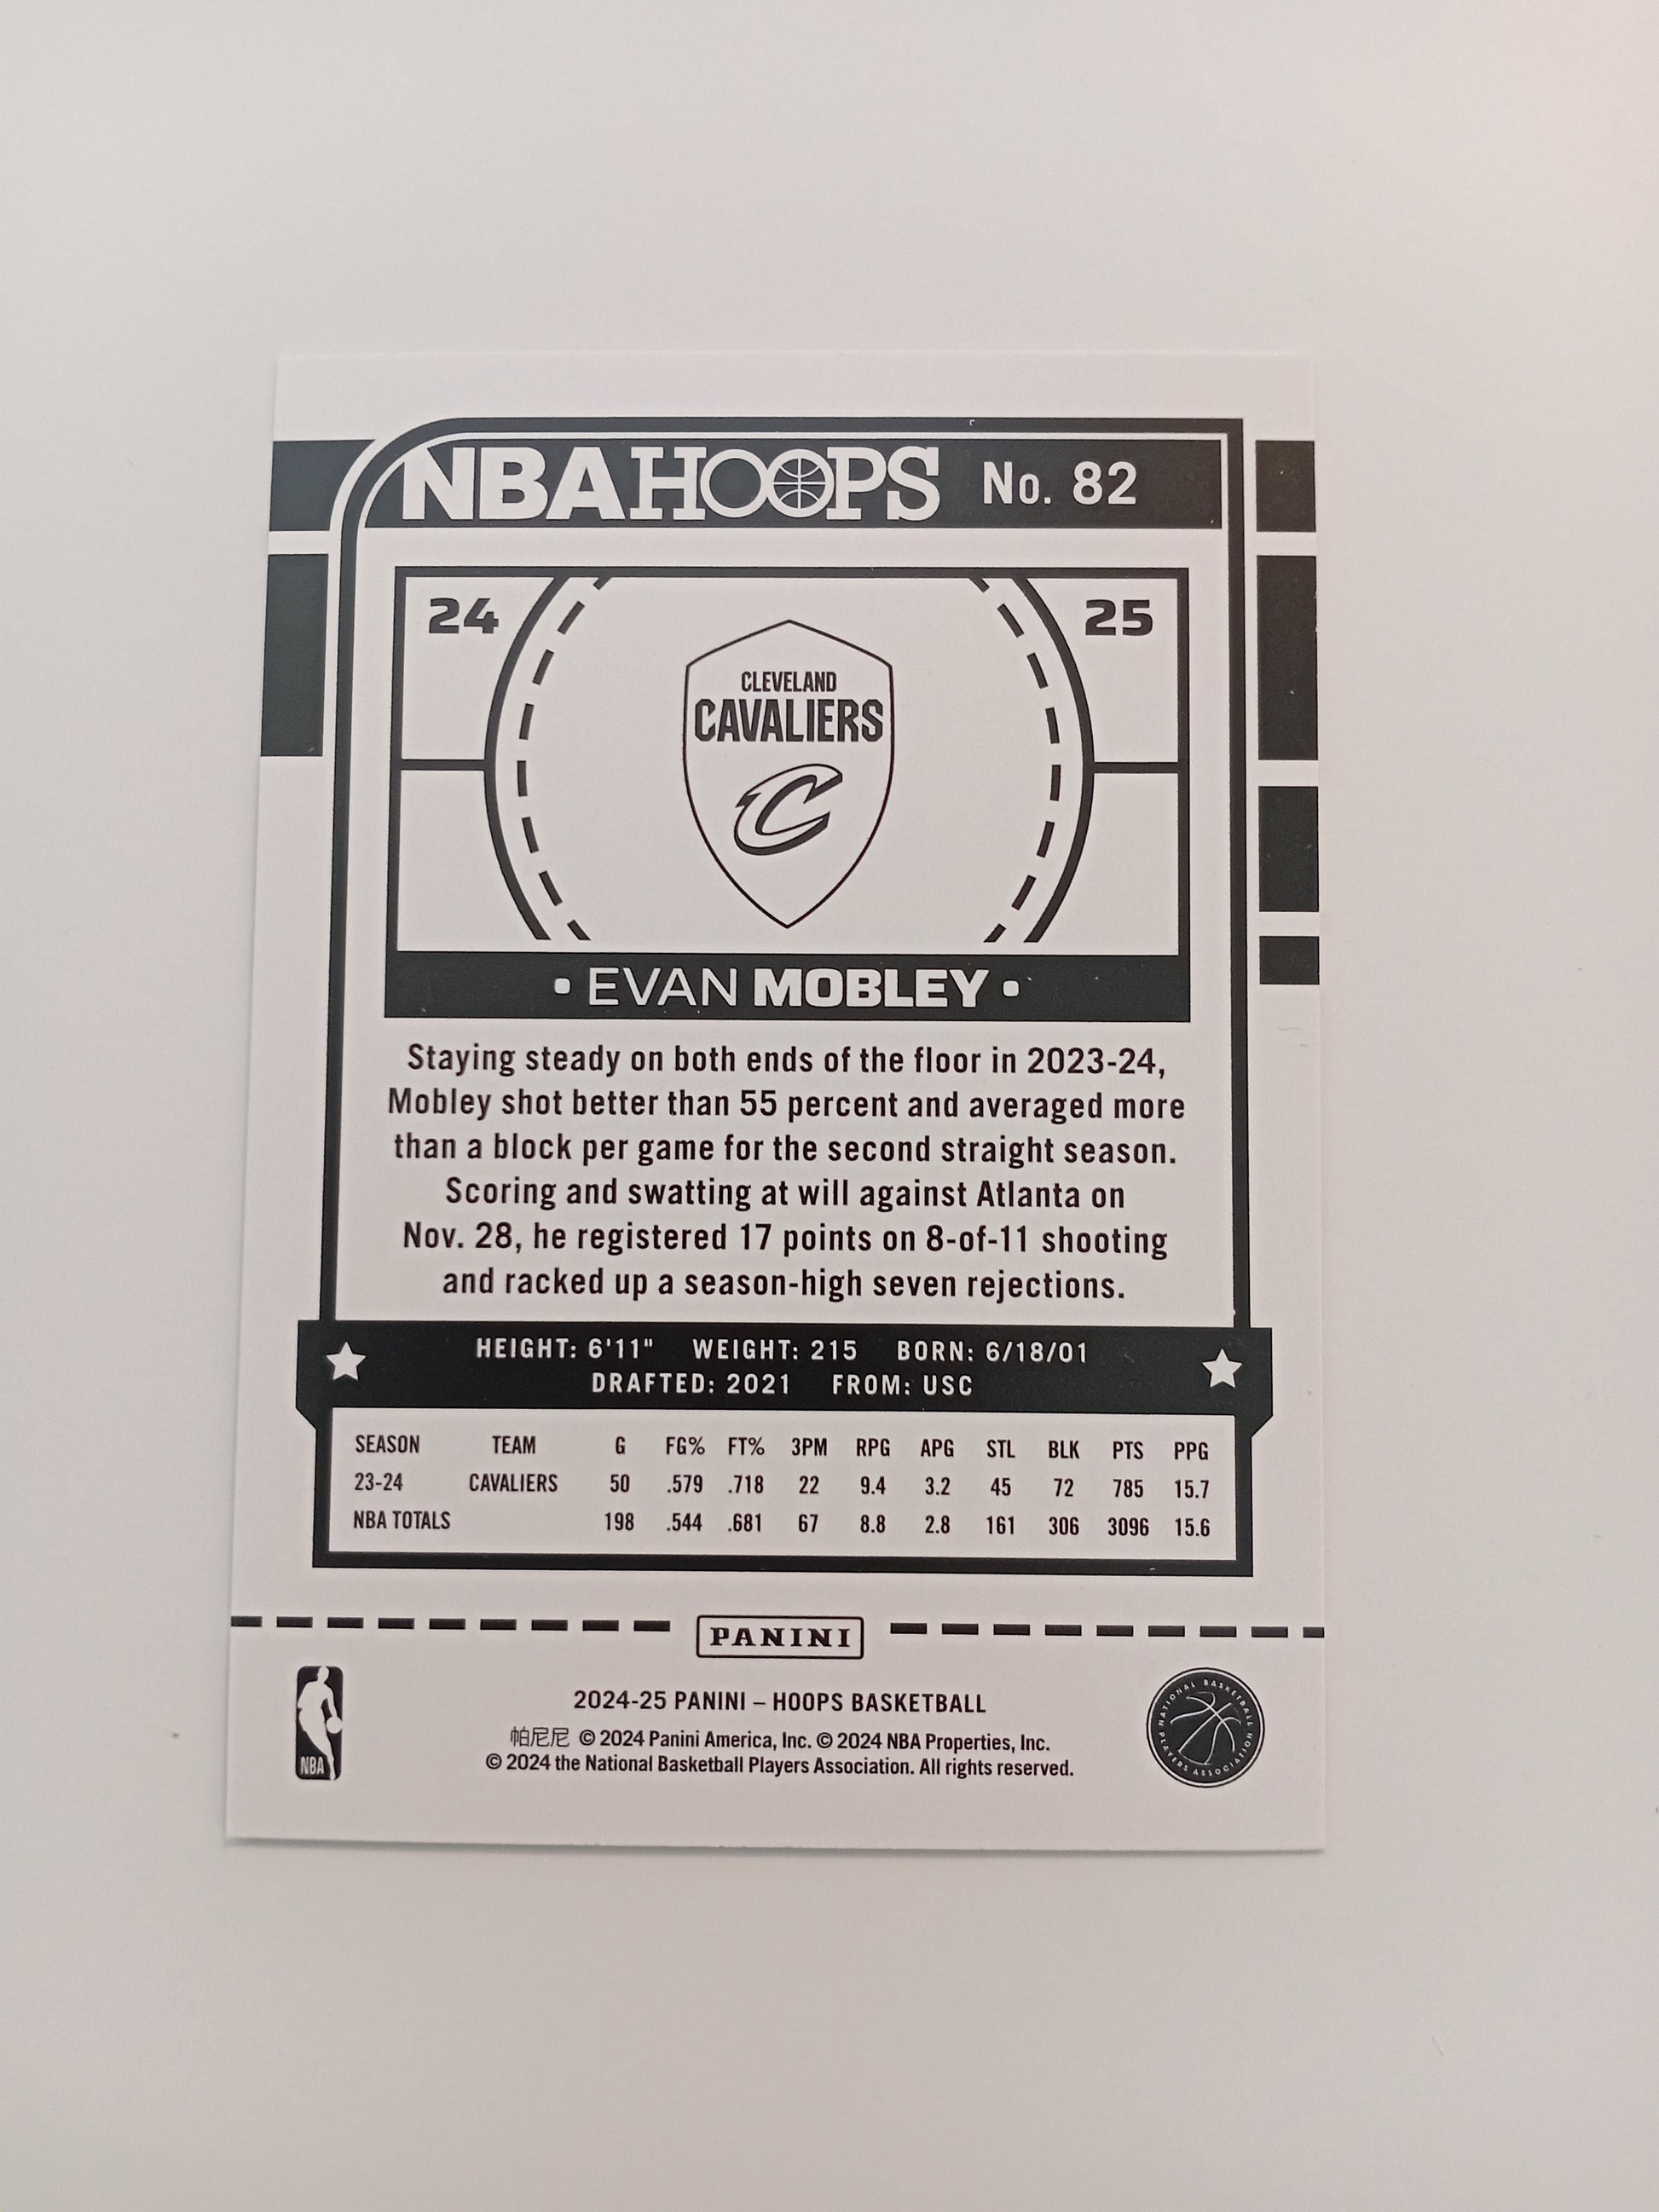 NBA HOOPS No. 82
24 25
CLEVELAND
CAVALIERS
C
• EVAN MOBLEY •
Staying steady on both ends of the floor in 2023-24,
Mobley shot better than 55 percent and averaged more
than a block per game for the second straight season.
Scoring and swatting at will against Atlanta on
Nov. 28, he registered 17 points on 8-of-11 shooting
and racked up a season-high seven rejections.
HEIGHT: 6'11" WEIGHT: 215 BORN: 6/18/01
DRAFTED: 2021 FROM: USC
SEASON TEAM G FG% FT% 3PM RPG APG STL BLK PTS PPG
23-24 CAVALIERS 50 .579 .718 22 9.4 3.2 45 72 785 15.7
NBA TOTALS 198 .544 .681 67 8.8 2.8 161 306 3096 15.6
PANINI
2024-25 PANINI – HOOPS BASKETBALL
帕尼尼 © 2024 Panini America, Inc. © 2024 NBA Properties, Inc.
© 2024 the National Basketball Players Association. All rights reserved.
NBA
NATIONAL BASKETBALL PLAYERS ASSOCIATION